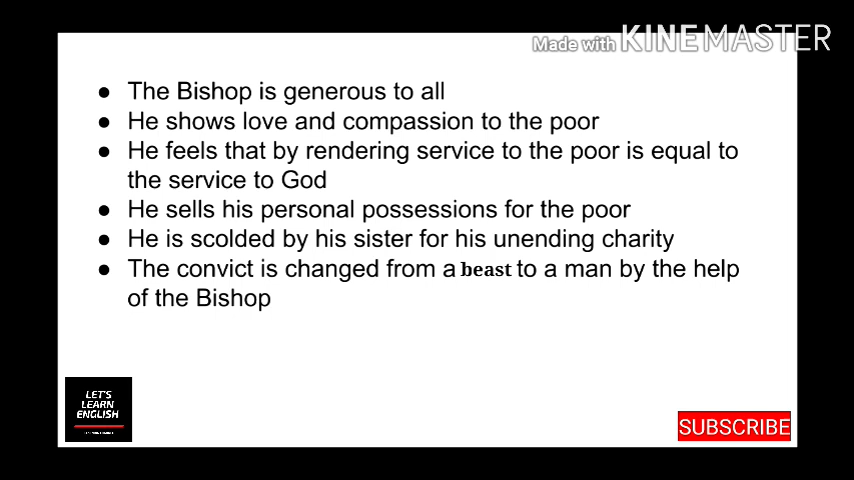 Made with KINEMASTER
● The Bishop is generous to all
● He shows love and compassion to the poor
● He feels that by rendering service to the poor is equal to
the service to God
● He sells his personal possessions for the poor
● He is scolded by his sister for his unending charity
● The convict is changed from a beast to a man by the help
of the Bishop
LET'S
LEARN
ENGLISH
SUBSCRIBE